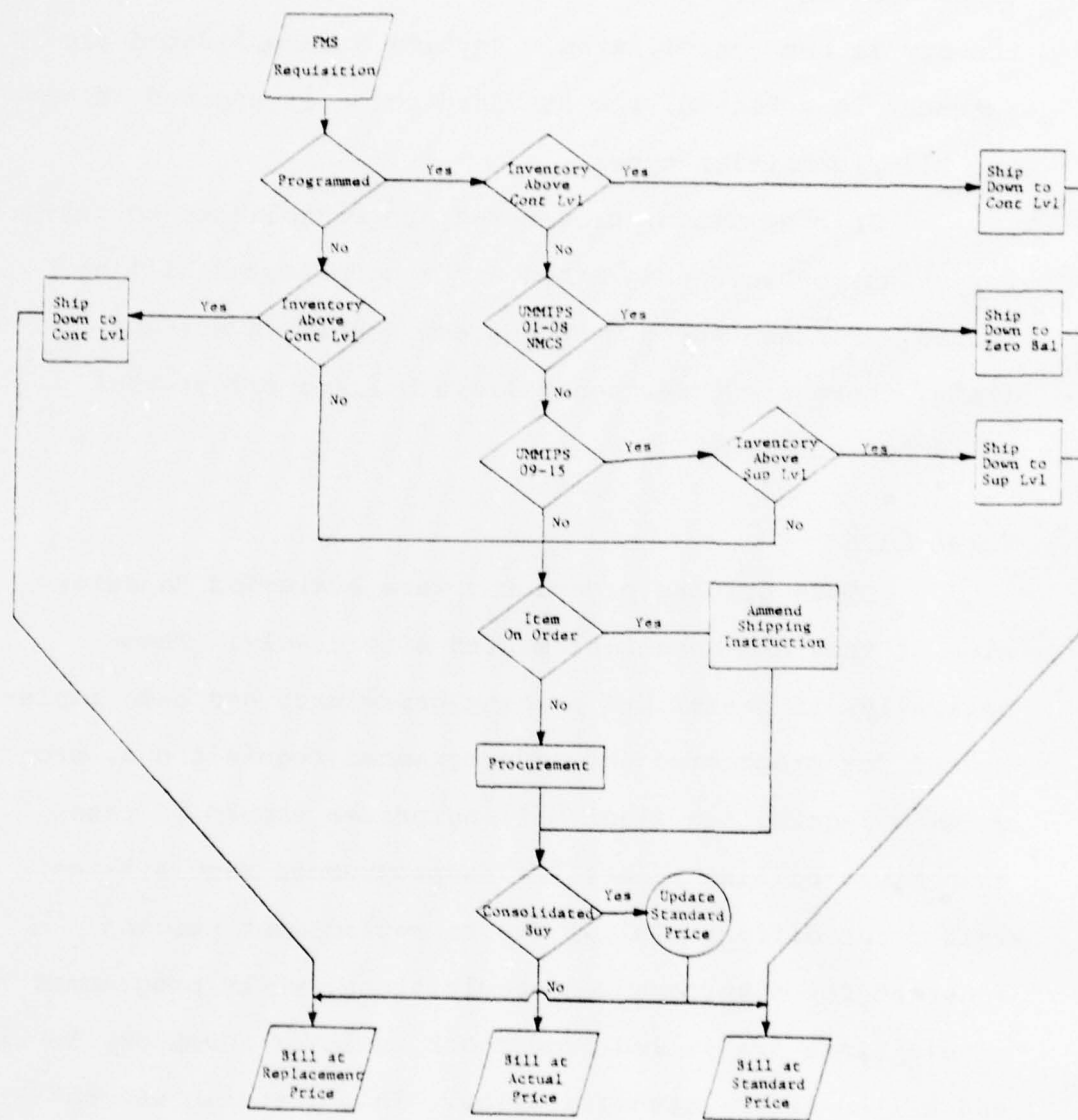 FMS
Requisition
Programmed
Yes
Inventory
Above
Cont Lvl
Yes
Ship
Down to
Cont Lvl
No
No
Ship
Down to
Cont Lvl
Yes
Inventory
Above
Cont Lvl
UMMIPS
01-08
NMCS
Yes
Ship
Down to
Zero Bal
No
No
UMMIPS
09-15
Yes
Inventory
Above
Sup Lvl
Yes
Ship
Down to
Sup Lvl
No
No
Item
On Order
Yes
Ammend
Shipping
Instruction
No
Procurement
Consolidated
Buy
Yes
Update
Standard
Price
No
Bill at
Replacement
Price
Bill at
Actual
Price
Bill at
Standard
Price